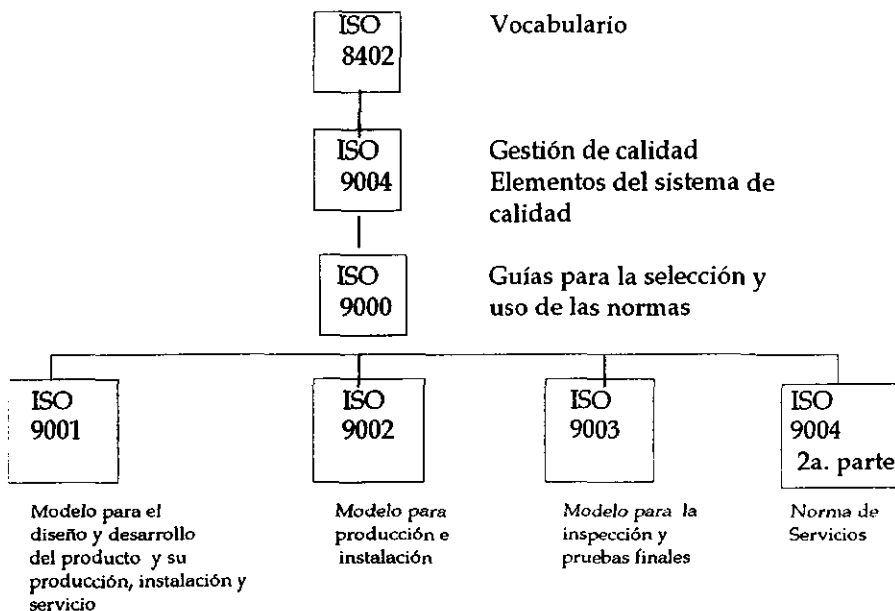 ISO
8402
Vocabulario
ISO
9004
Gestión de calidad
Elementos del sistema de
calidad
ISO
9000
Guías para la selección y
uso de las normas
ISO
9001
ISO
9002
ISO
9003
ISO
9004
2a. parte
Modelo para el
diseño y desarrollo
del producto y su
producción, instalación y
servicio
Modelo para
producción e
instalación
Modelo para la
inspección y
pruebas finales
Norma de
Servicios